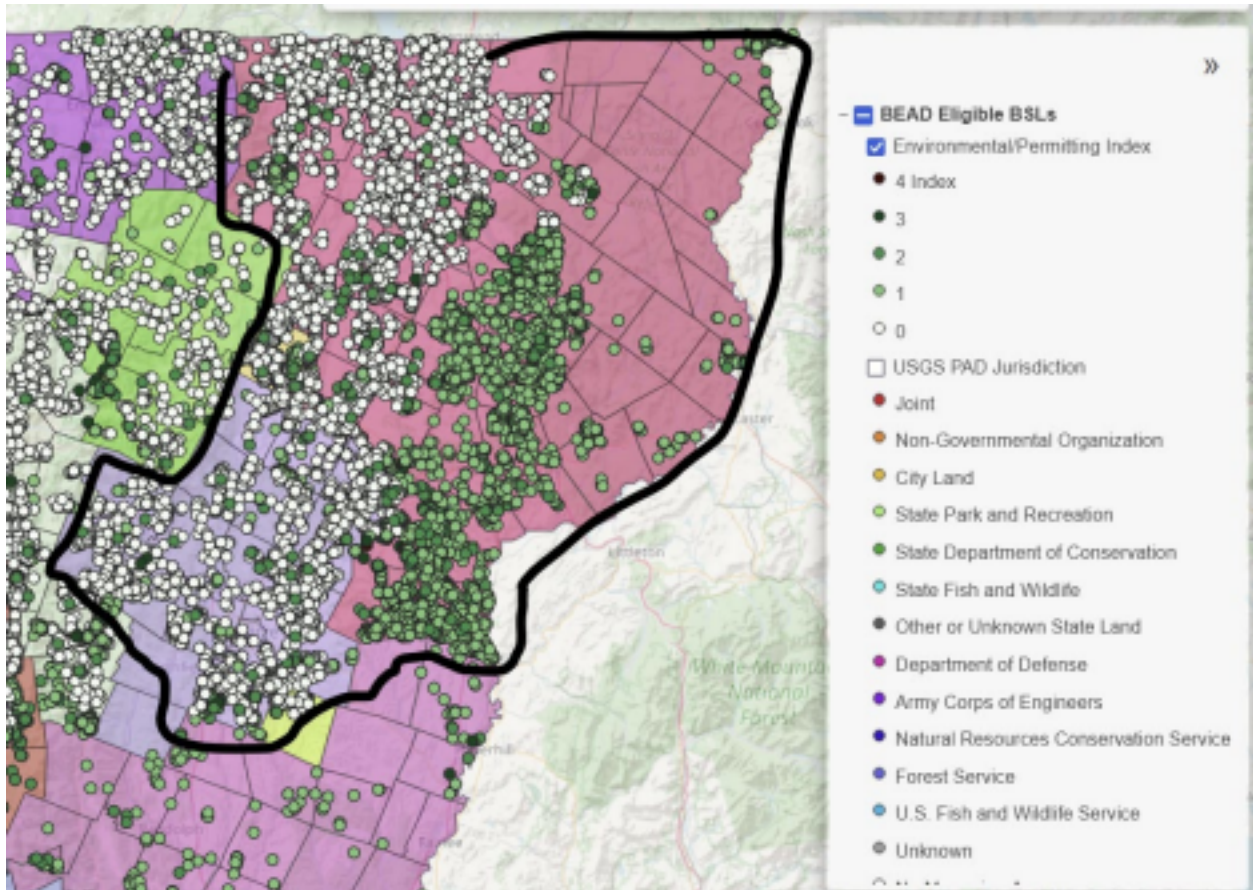 »
BEAD Eligible BSLs
Environmental/Permitting Index
4 Index
3
2
1
0
USGS PAD Jurisdiction
Joint
Non-Governmental Organization
City Land
State Park and Recreation
State Department of Conservation
State Fish and Wildlife
Other or Unknown State Land
Department of Defense
Army Corps of Engineers
Natural Resources Conservation Service
Forest Service
U.S. Fish and Wildlife Service
Unknown
aster
Littleton
White Mounta
National
Forest
erhill